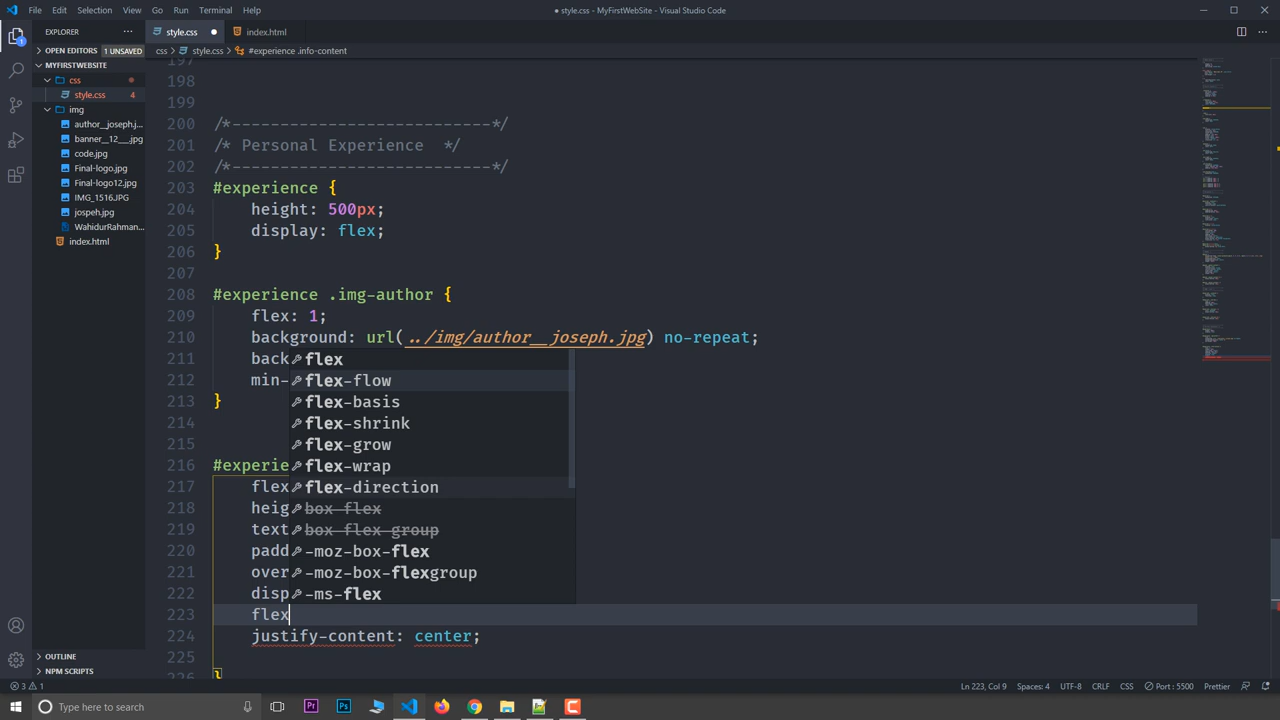 File Edit Selection View Go Run Terminal Help
● style.css - MyFirstWebSite - Visual Studio Code
EXPLORER ···
style.css ●
index.html
OPEN EDITORS 1 UNSAVED
css > style.css > #experience .info-content
MYFIRSTWEBSITE
css
style.css 4
img
author__joseph.j...
banner__12___.jpg
code.jpg
Final-logo.jpg
Final-logo12.jpg
IMG_1516.JPG
jospeh.jpg
WahidurRahman...
index.html
OUTLINE
NPM SCRIPTS
197
198
199
200 /*---------------------------*/
201 /* Personal Experience */
202 /*---------------------------*/
203 #experience {
204 height: 500px;
205 display: flex;
206 }
207
208 #experience .img-author {
209 flex: 1;
210 background: url(../img/author__joseph.jpg) no-repeat;
211 back
212 min-
213 }
214
215
216 #experie
217 flex
218 heig
219 text
220 padd
221 over
222 disp
223 flex
224 justify-content: center;
225
226 }
flex
flex-flow
flex-basis
flex-shrink
flex-grow
flex-wrap
flex-direction
box-flex
box-flex-group
-moz-box-flex
-moz-box-flexgroup
-ms-flex
3 1
Ln 223, Col 9 Spaces: 4 UTF-8 CRLF CSS Port : 5500 Prettier
Type here to search
Pr
Ps